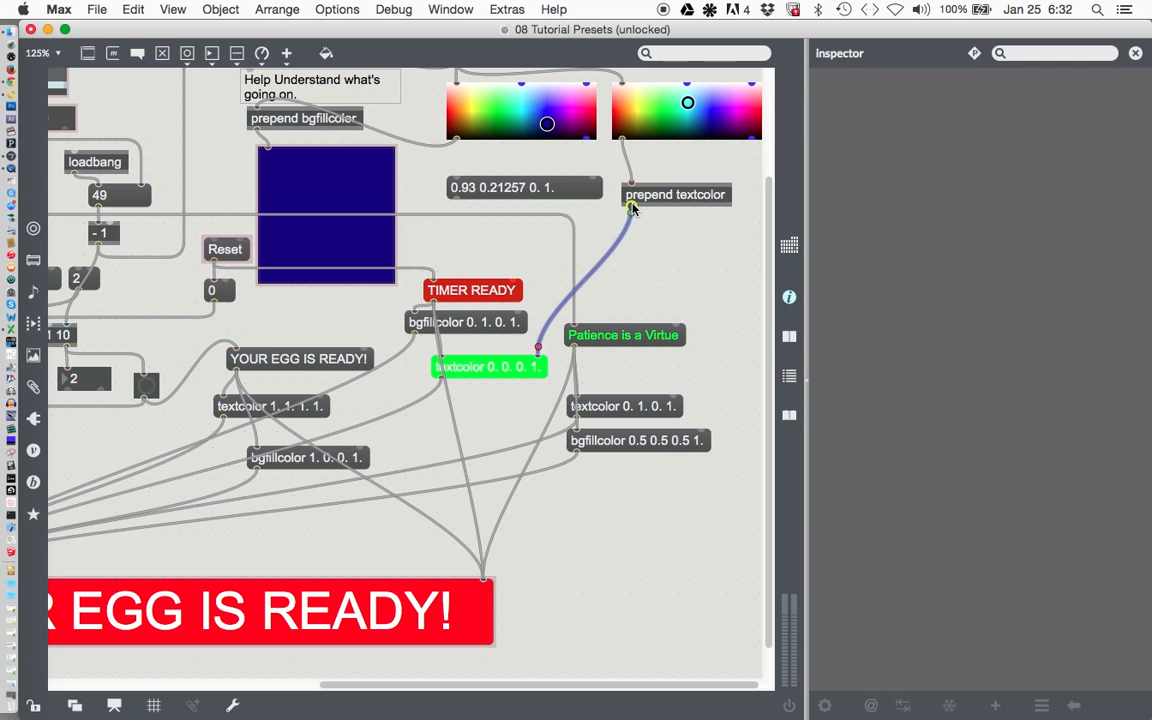 Max File Edit View Object Arrange Options Debug Window Extras Help
4 100% Jan 25 6:32
08 Tutorial Presets (unlocked)
125%
inspector
Help Understand what's
going on.
prepend bgfillcolor
loadbang
0.93 0.21257 0. 1.
prepend textcolor
49
- 1
Reset
2
0
TIMER READY
bgfillcolor 0. 1. 0. 1.
Patience is a Virtue
1 10
YOUR EGG IS READY!
textcolor 0. 0. 0. 1.
2
textcolor 1. 1. 1. 1.
textcolor 0. 1. 0. 1.
bgfillcolor 0.5 0.5 0.5 1.
bgfillcolor 1. 0. 0. 1.
R EGG IS READY!